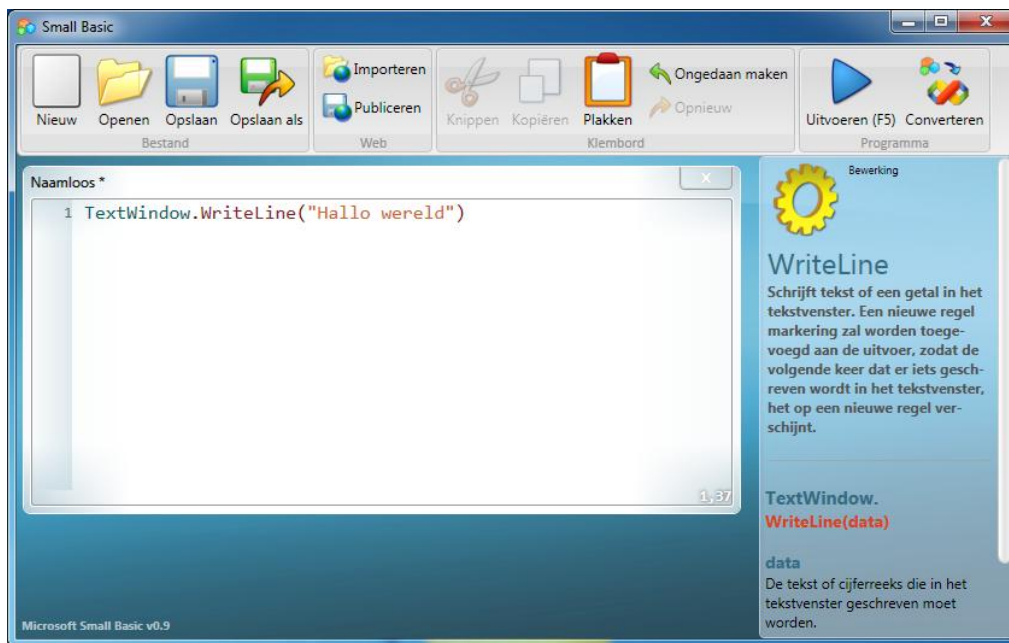 Small Basic
Nieuw
Openen
Opslaan
Opslaan als
Bestand
Importeren
Publiceren
Web
Knippen
Kopiëren
Plakken
Ongedaan maken
Opnieuw
Klembord
Uitvoeren (F5)
Converteren
Programma
Naamloos *
1 TextWindow.WriteLine("Hallo wereld")
1,37
Microsoft Small Basic v0.9
Bewerking
WriteLine
Schrijft tekst of een getal in het
tekstvenster. Een nieuwe regel
markering zal worden toege-
voegd aan de uitvoer, zodat de
volgende keer dat er iets gesch-
reven wordt in het tekstvenster,
het op een nieuwe regel ver-
schijnt.
TextWindow.
WriteLine(data)
data
De tekst of cijferreeks die in het
tekstvenster geschreven moet
worden.